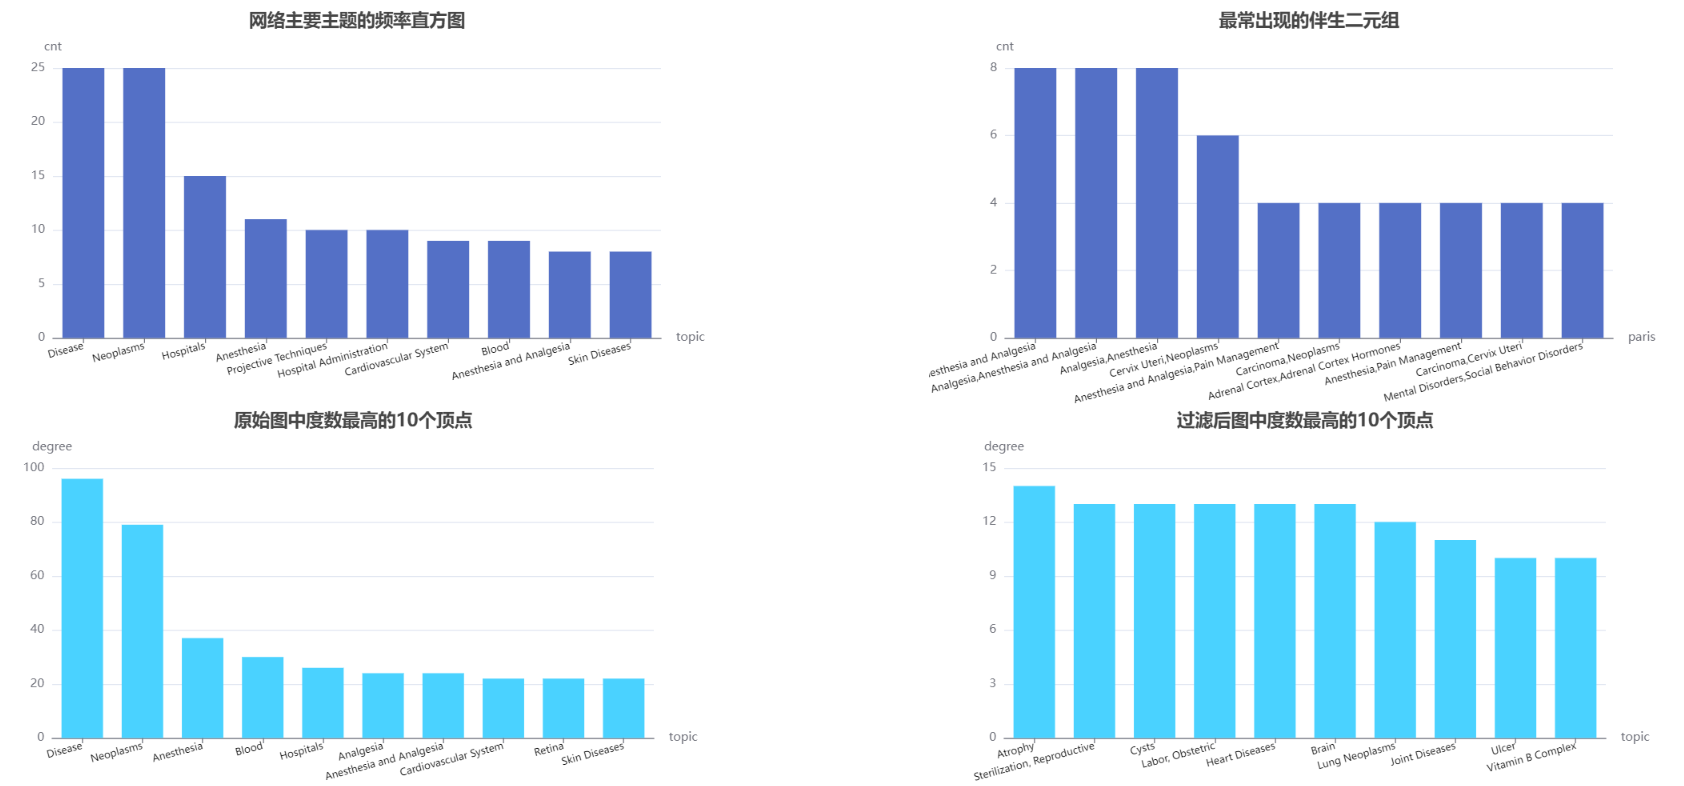 网络主要主题的频率直方图
cnt
25
20
15
10
5
0
Disease
Neoplasms
Hospitals
Anesthesia
Projective Techniques
Hospital Administration
Cardiovascular System
Blood
Anesthesia and Analgesia
Skin Diseases
topic
最常出现的伴生二元组
cnt
8
6
4
2
0
nesthesia and Analgesia
Analgesia,Anesthesia and Analgesia
Analgesia,Anesthesia
Cervix Uteri,Neoplasms
Anesthesia and Analgesia,Pain Management
Carcinoma,Neoplasms
Adrenal Cortex,Adrenal Cortex Hormones
Anesthesia,Pain Management
Carcinoma,Cervix Uteri
Mental Disorders,Social Behavior Disorders
paris
原始图中度数最高的10个顶点
degree
100
80
60
40
20
0
Disease
Neoplasms
Anesthesia
Blood
Hospitals
Analgesia
Anesthesia and Analgesia
Cardiovascular System
Retina
Skin Diseases
topic
过滤后图中度数最高的10个顶点
degree
15
12
9
6
3
0
Atrophy
Sterilization, Reproductive
Cysts
Labor, Obstetric
Heart Diseases
Brain
Lung Neoplasms
Joint Diseases
Ulcer
Vitamin B Complex
topic